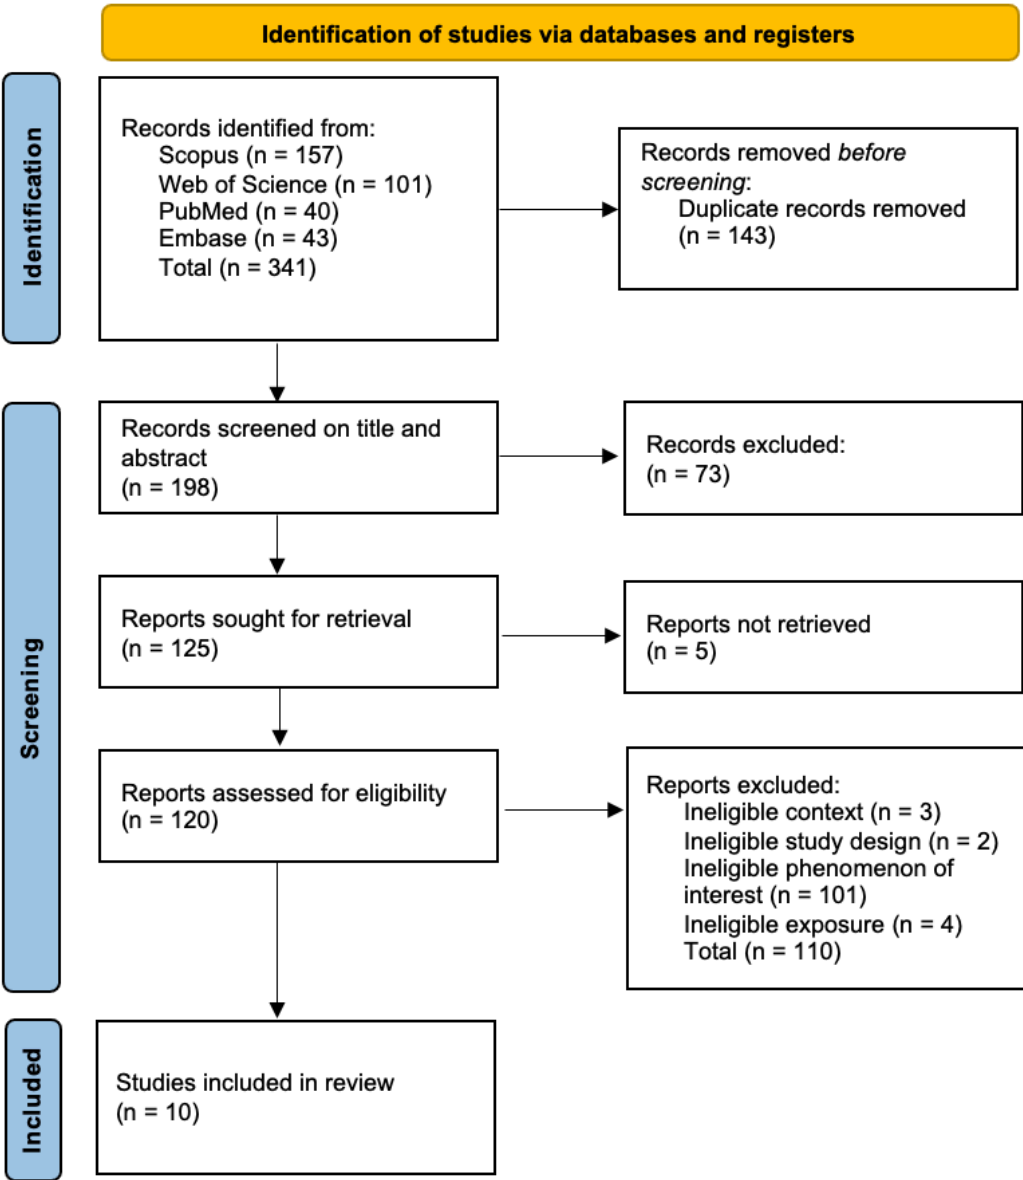 Identification of studies via databases and registers
Identification
Records identified from:
Scopus (n = 157)
Web of Science (n = 101)
PubMed (n = 40)
Embase (n = 43)
Total (n = 341)
Records removed before
screening:
Duplicate records removed
(n = 143)
Screening
Records screened on title and
abstract
(n = 198)
Records excluded:
(n = 73)
Reports sought for retrieval
(n = 125)
Reports not retrieved
(n = 5)
Reports assessed for eligibility
(n = 120)
Reports excluded:
Ineligible context (n = 3)
Ineligible study design (n = 2)
Ineligible phenomenon of
interest (n = 101)
Ineligible exposure (n = 4)
Total (n = 110)
Included
Studies included in review
(n = 10)